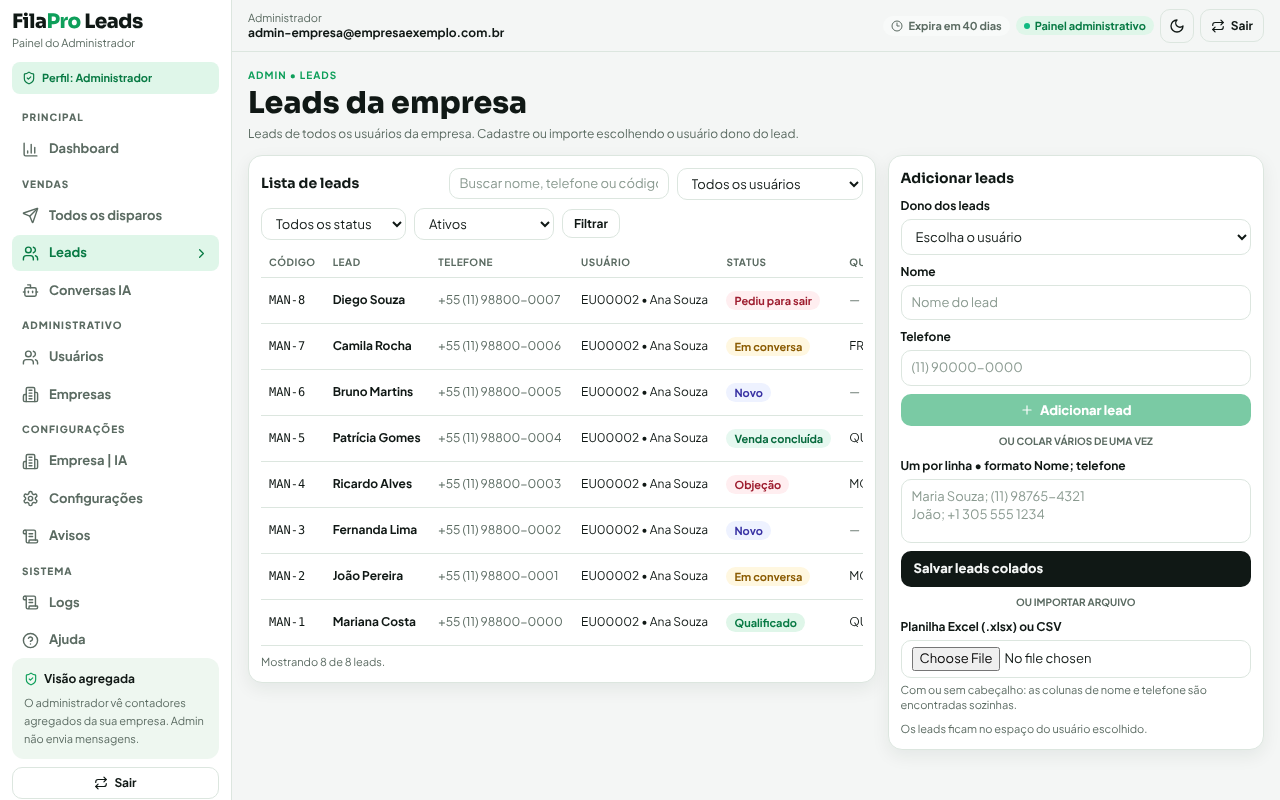 FilaPro Leads
Painel do Administrador
Perfil: Administrador
PRINCIPAL
Dashboard
VENDAS
Todos os disparos
Leads
Conversas IA
ADMINISTRATIVO
Usuários
Empresas
CONFIGURAÇÕES
Empresa | IA
Configurações
Avisos
SISTEMA
Logs
Ajuda
Visão agregada
O administrador vê contadores
agregados da sua empresa. Admin
não envia mensagens.
Sair
Administrador
admin-empresa@empresaexemplo.com.br
Expira em 40 dias
Painel administrativo
Sair
ADMIN • LEADS
Leads da empresa
Leads de todos os usuários da empresa. Cadastre ou importe escolhendo o usuário dono do lead.
Lista de leads
Buscar nome, telefone ou códig
Todos os usuários
Todos os status
Ativos
Filtrar
CÓDIGO LEAD TELEFONE USUÁRIO STATUS QU
MAN-8 Diego Souza +55 (11) 98800-0007 EU00002 • Ana Souza Pediu para sair —
MAN-7 Camila Rocha +55 (11) 98800-0006 EU00002 • Ana Souza Em conversa FR
MAN-6 Bruno Martins +55 (11) 98800-0005 EU00002 • Ana Souza Novo —
MAN-5 Patrícia Gomes +55 (11) 98800-0004 EU00002 • Ana Souza Venda concluída QU
MAN-4 Ricardo Alves +55 (11) 98800-0003 EU00002 • Ana Souza Objeção MO
MAN-3 Fernanda Lima +55 (11) 98800-0002 EU00002 • Ana Souza Novo —
MAN-2 João Pereira +55 (11) 98800-0001 EU00002 • Ana Souza Em conversa MO
MAN-1 Mariana Costa +55 (11) 98800-0000 EU00002 • Ana Souza Qualificado QU
Mostrando 8 de 8 leads.
Adicionar leads
Dono dos leads
Escolha o usuário
Nome
Nome do lead
Telefone
(11) 90000-0000
+ Adicionar lead
OU COLAR VÁRIOS DE UMA VEZ
Um por linha • formato Nome; telefone
Maria Souza; (11) 98765-4321
João; +1 305 555 1234
Salvar leads colados
OU IMPORTAR ARQUIVO
Planilha Excel (.xlsx) ou CSV
Choose File No file chosen
Com ou sem cabeçalho: as colunas de nome e telefone são
encontradas sozinhas.
Os leads ficam no espaço do usuário escolhido.